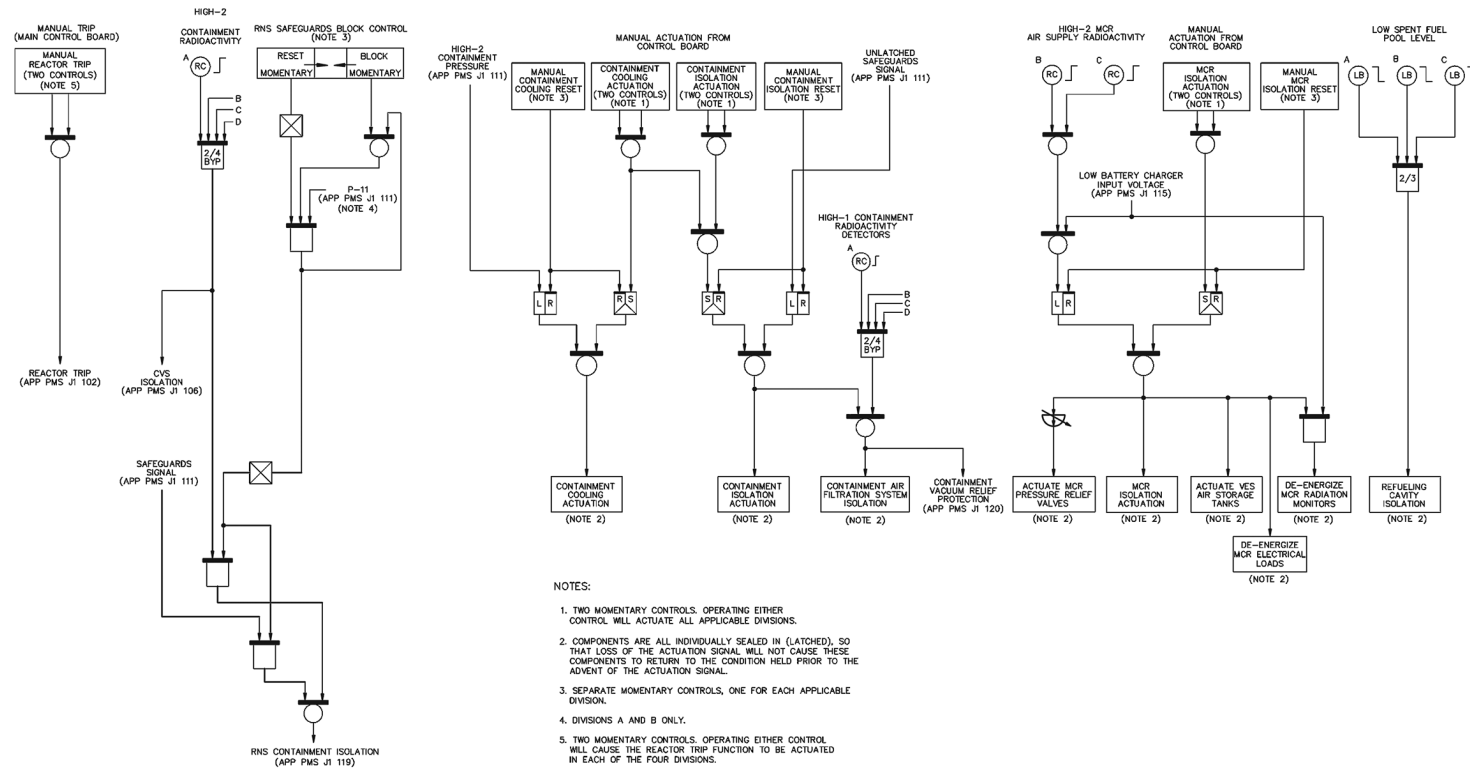 MANUAL TRIP
(MAIN CONTROL BOARD)
MANUAL
REACTOR TRIP
(TWO CONTROLS)
(NOTE 5)
REACTOR TRIP
(APP PMS J1 102)
HIGH-2
CONTAINMENT
RADIOACTIVITY
A
RC
B
C
D
2/4
BYP
CVS
ISOLATION
(APP PMS J1 106)
RNS SAFEGUARDS BLOCK CONTROL
(NOTE 3)
RESET
BLOCK
MOMENTARY
MOMENTARY
P-11
(APP PMS J1 111)
(NOTE 4)
SAFEGUARDS
SIGNAL
(APP PMS J1 111)
RNS CONTAINMENT ISOLATION
(APP PMS J1 119)
HIGH-2
CONTAINMENT
PRESSURE
(APP PMS J1 111)
MANUAL ACTUATION FROM
CONTROL BOARD
MANUAL
CONTAINMENT
COOLING RESET
(NOTE 3)
CONTAINMENT
COOLING
ACTUATION
(TWO CONTROLS)
(NOTE 1)
CONTAINMENT
ISOLATION
ACTUATION
(TWO CONTROLS)
(NOTE 1)
MANUAL
CONTAINMENT
ISOLATION RESET
(NOTE 3)
UNLATCHED
SAFEGUARDS
SIGNAL
(APP PMS J1 111)
HIGH-1 CONTAINMENT
RADIOACTIVITY
DETECTORS
A
RC
B
C
D
2/4
BYP
L R
R S
S R
L R
CONTAINMENT
COOLING
ACTUATION
(NOTE 2)
CONTAINMENT
ISOLATION
ACTUATION
(NOTE 2)
CONTAINMENT AIR
FILTRATION SYSTEM
ISOLATION
(NOTE 2)
CONTAINMENT
VACUUM RELIEF
PROTECTION
(APP PMS J1 120)
HIGH-2 MCR
AIR SUPPLY RADIOACTIVITY
B
RC
C
RC
MANUAL
ACTUATION FROM
CONTROL BOARD
MCR
ISOLATION
ACTUATION
(TWO CONTROLS)
(NOTE 1)
MANUAL
MCR
ISOLATION RESET
(NOTE 3)
LOW BATTERY CHARGER
INPUT VOLTAGE
(APP PMS J1 115)
L R
S R
ACTUATE MCR
PRESSURE RELIEF
VALVES
(NOTE 2)
MCR
ISOLATION
ACTUATION
(NOTE 2)
ACTUATE VES
AIR STORAGE
TANKS
(NOTE 2)
DE-ENERGIZE
MCR RADIATION
MONITORS
(NOTE 2)
DE-ENERGIZE
MCR ELECTRICAL
LOADS
(NOTE 2)
LOW SPENT FUEL
POOL LEVEL
A
LB
B
LB
C
LB
2/3
REFUELING
CAVITY
ISOLATION
(NOTE 2)
NOTES:
1. TWO MOMENTARY CONTROLS. OPERATING EITHER
CONTROL WILL ACTUATE ALL APPLICABLE DIVISIONS.
2. COMPONENTS ARE ALL INDIVIDUALLY SEALED IN (LATCHED), SO
THAT LOSS OF THE ACTUATION SIGNAL WILL NOT CAUSE THESE
COMPONENTS TO RETURN TO THE CONDITION HELD PRIOR TO THE
ADVENT OF THE ACTUATION SIGNAL.
3. SEPARATE MOMENTARY CONTROLS, ONE FOR EACH APPLICABLE
DIVISION.
4. DIVISIONS A AND B ONLY.
5. TWO MOMENTARY CONTROLS. OPERATING EITHER CONTROL
WILL CAUSE THE REACTOR TRIP FUNCTION TO BE ACTUATED
IN EACH OF THE FOUR DIVISIONS.